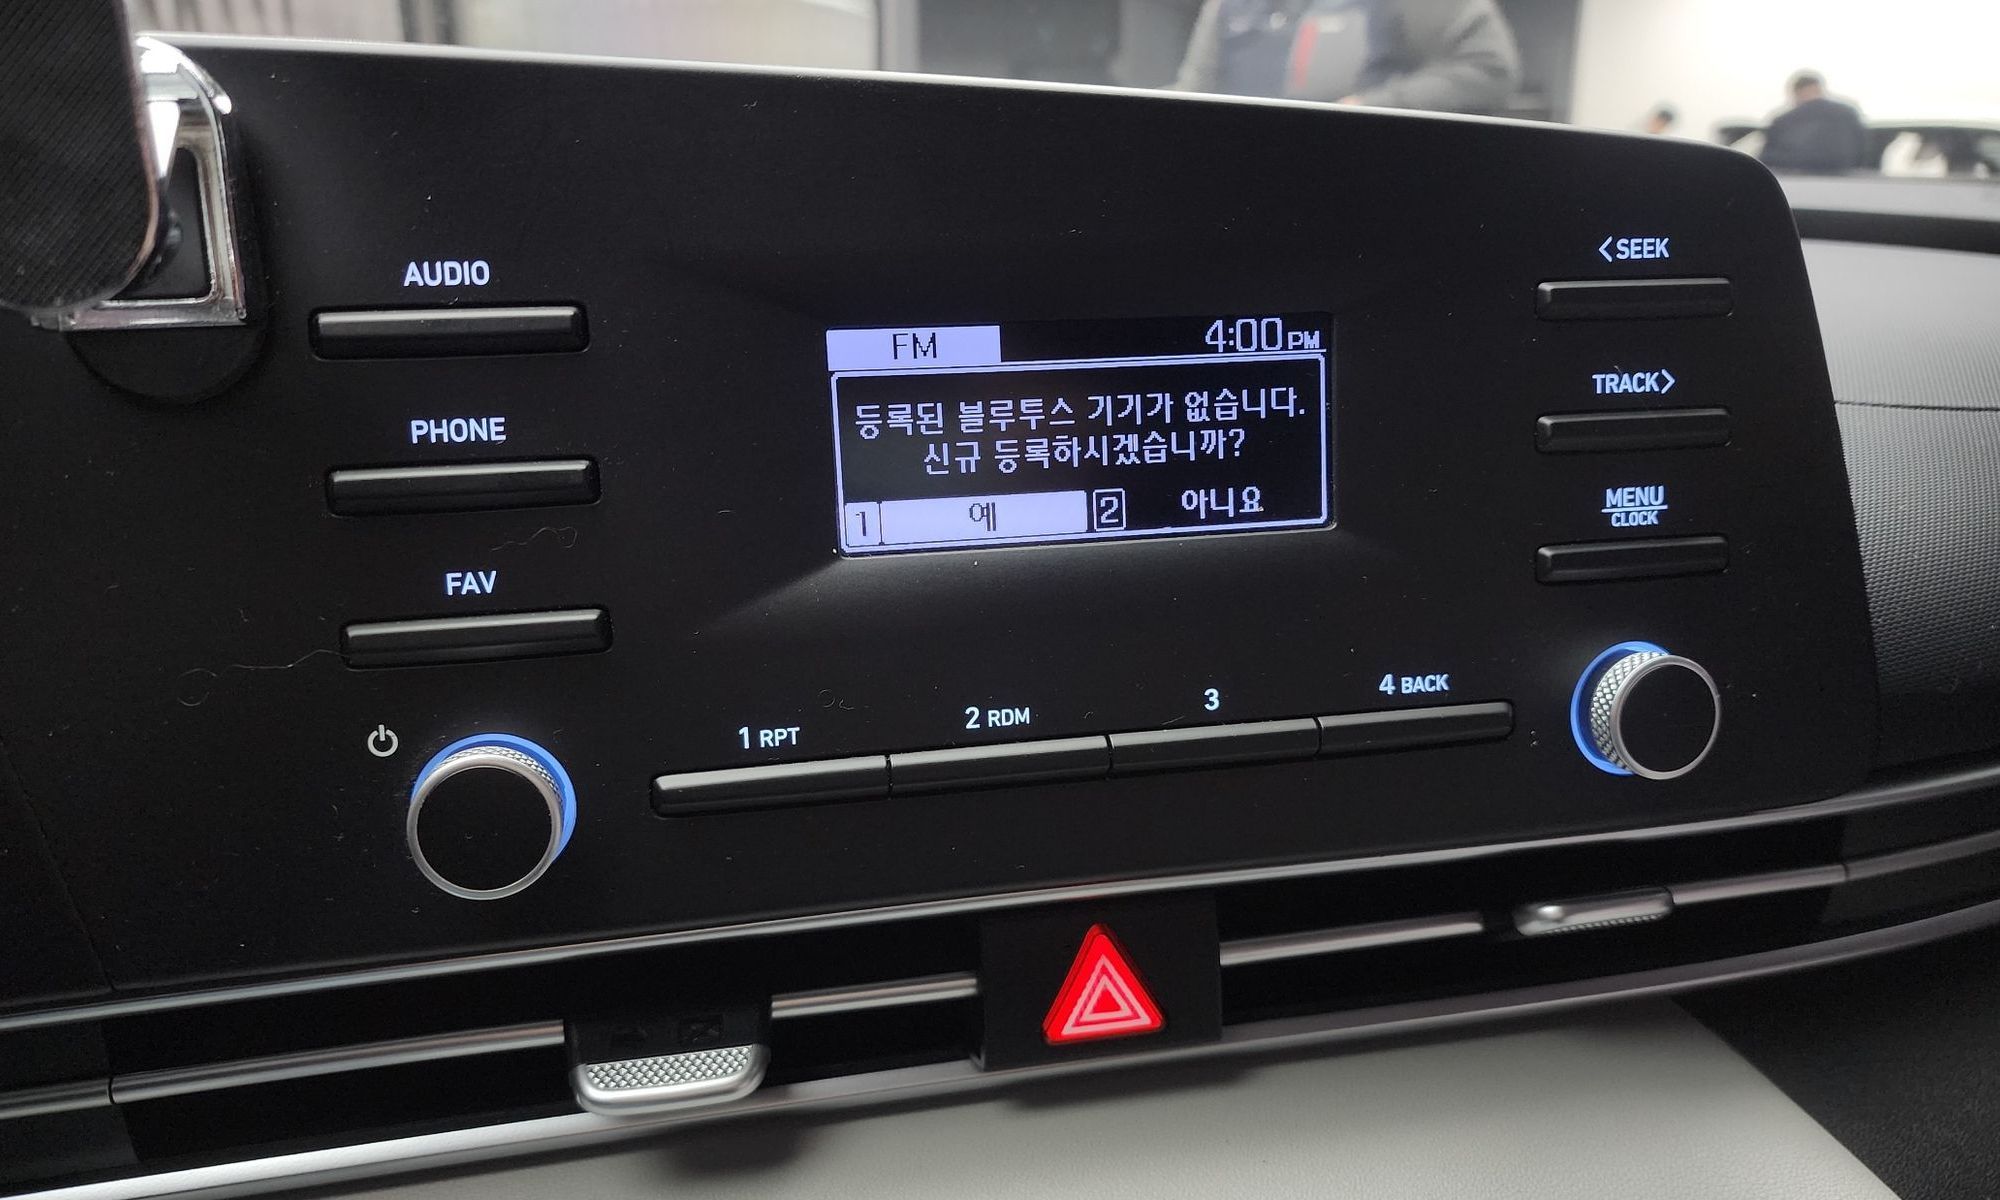 AUDIO
PHONE
FAV
FM 4:00 PM
등록된 블루투스 기기가 없습니다.
신규 등록하시겠습니까?
1 예 2 아니요
<SEEK
TRACK>
MENU
CLOCK
1 RPT 2 RDM 3 4 BACK